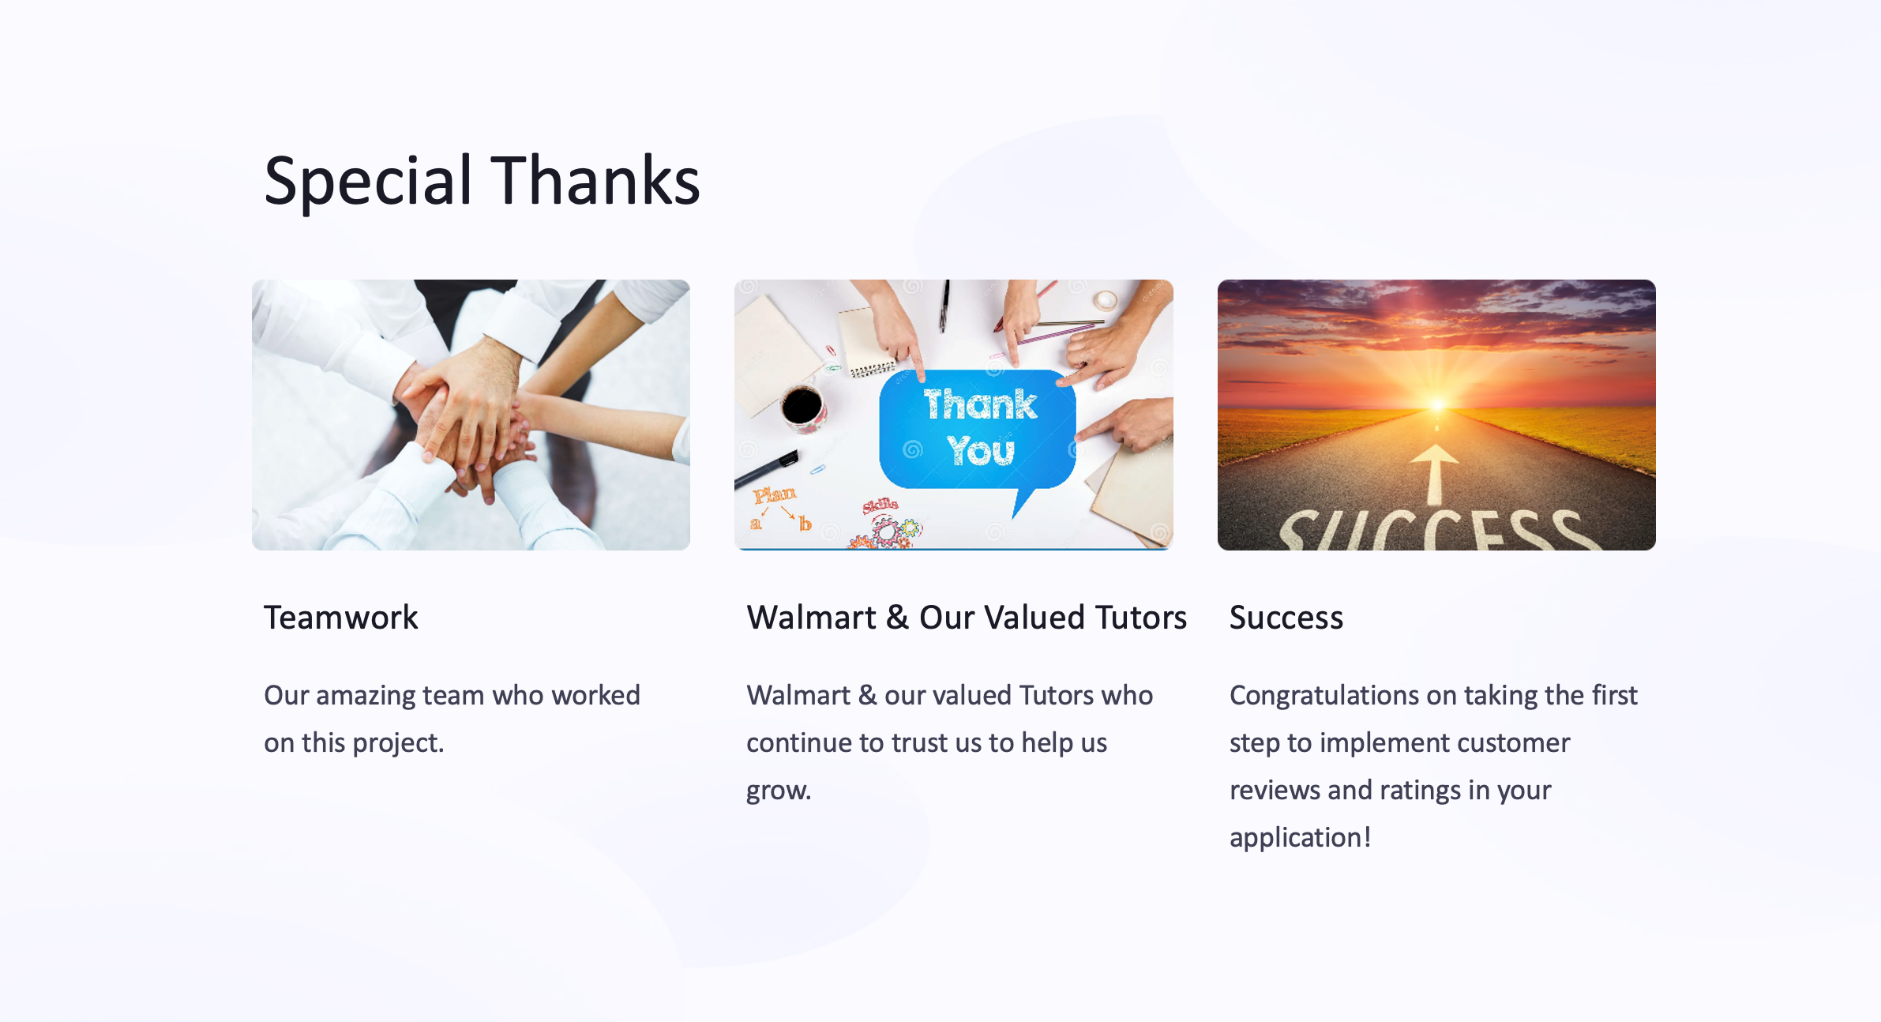 Special Thanks
Thank
You
Plan
a b
Skills
SUCCESS
Teamwork
Our amazing team who worked
on this project.
Walmart & Our Valued Tutors
Walmart & our valued Tutors who
continue to trust us to help us
grow.
Success
Congratulations on taking the first
step to implement customer
reviews and ratings in your
application!